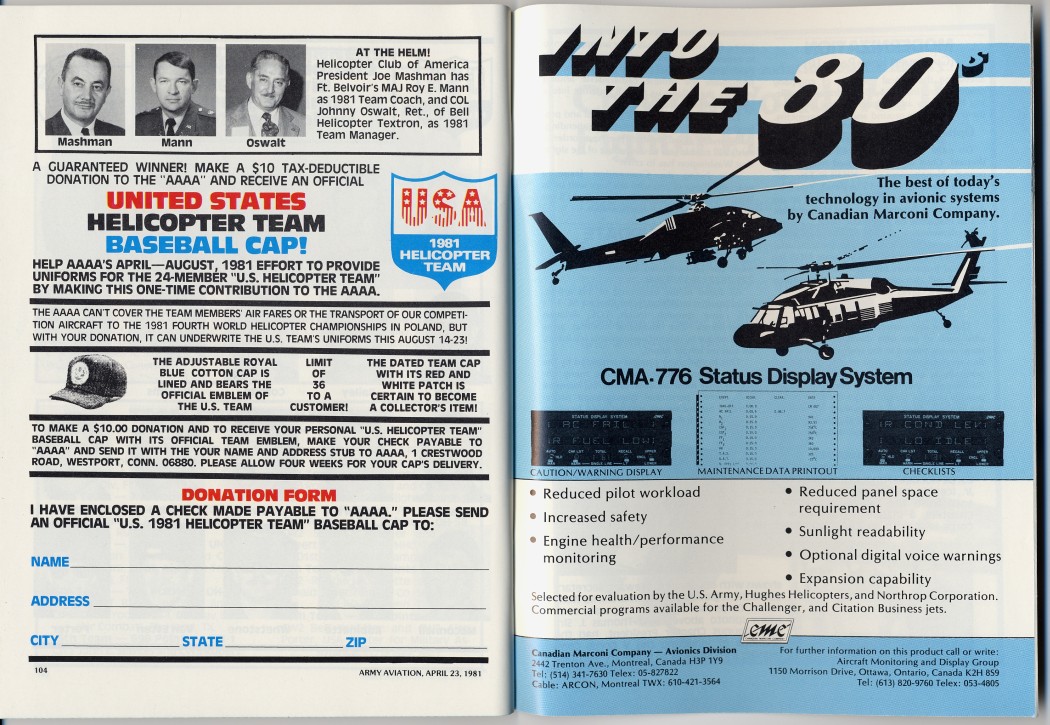 AT THE HELM!
Helicopter Club of America
President Joe Mashman has
Ft. Belvoir's MAJ Roy E. Mann
as 1981 Team Coach, and COL
Johnny Oswalt, Ret., of Bell
Helicopter Textron, as 1981
Team Manager.
Mashman Mann Oswalt
A GUARANTEED WINNER! MAKE A $10 TAX-DEDUCTIBLE
DONATION TO THE "AAAA" AND RECEIVE AN OFFICIAL
UNITED STATES
HELICOPTER TEAM
BASEBALL CAP!
USA
1981
HELICOPTER
TEAM
HELP AAAA'S APRIL—AUGUST, 1981 EFFORT TO PROVIDE
UNIFORMS FOR THE 24-MEMBER "U.S. HELICOPTER TEAM"
BY MAKING THIS ONE-TIME CONTRIBUTION TO THE AAAA.
THE AAAA CAN'T COVER THE TEAM MEMBERS' AIR FARES OR THE TRANSPORT OF OUR COMPETI-
TION AIRCRAFT TO THE 1981 FOURTH WORLD HELICOPTER CHAMPIONSHIPS IN POLAND, BUT
WITH YOUR DONATION, IT CAN UNDERWRITE THE U.S. TEAM'S UNIFORMS THIS AUGUST 14-23!
THE ADJUSTABLE ROYAL
BLUE COTTON CAP IS
LINED AND BEARS THE
OFFICIAL EMBLEM OF
THE U.S. TEAM
LIMIT
OF
36
TO A
CUSTOMER!
THE DATED TEAM CAP
WITH ITS RED AND
WHITE PATCH IS
CERTAIN TO BECOME
A COLLECTOR'S ITEM!
TO MAKE A $10.00 DONATION AND TO RECEIVE YOUR PERSONAL "U.S. HELICOPTER TEAM"
BASEBALL CAP WITH ITS OFFICIAL TEAM EMBLEM, MAKE YOUR CHECK PAYABLE TO
"AAAA" AND SEND IT WITH THE YOUR NAME AND ADDRESS STUB TO AAAA, 1 CRESTWOOD
ROAD, WESTPORT, CONN. 06880. PLEASE ALLOW FOUR WEEKS FOR YOUR CAP'S DELIVERY.
DONATION FORM
I HAVE ENCLOSED A CHECK MADE PAYABLE TO "AAAA." PLEASE SEND
AN OFFICIAL "U.S. 1981 HELICOPTER TEAM" BASEBALL CAP TO:
NAME
ADDRESS
CITY STATE ZIP
104 ARMY AVIATION, APRIL 23, 1981
INTO
THE 80s
The best of today's
technology in avionic systems
by Canadian Marconi Company.
CMA-776 Status Display System
STATUS DISPLAY SYSTEM
STATUS DISPLAY SYSTEM
CAUTION/WARNING DISPLAY
MAINTENANCE DATA PRINTOUT
CHECKLISTS
• Reduced pilot workload
• Increased safety
• Engine health/performance
monitoring
• Reduced panel space
requirement
• Sunlight readability
• Optional digital voice warnings
• Expansion capability
Selected for evaluation by the U.S. Army, Hughes Helicopters, and Northrop Corporation.
Commercial programs available for the Challenger, and Citation Business jets.
cmc
Canadian Marconi Company — Avionics Division
2442 Trenton Ave., Montreal, Canada H3P 1Y9
Tel: (514) 341-7630 Telex: 05-827822
Cable: ARCON, Montreal TWX: 610-421-3564
For further information on this product call or write:
Aircraft Monitoring and Display Group
1150 Morrison Drive, Ottawa, Ontario, Canada K2H 8S9
Tel: (613) 820-9760 Telex: 053-4805